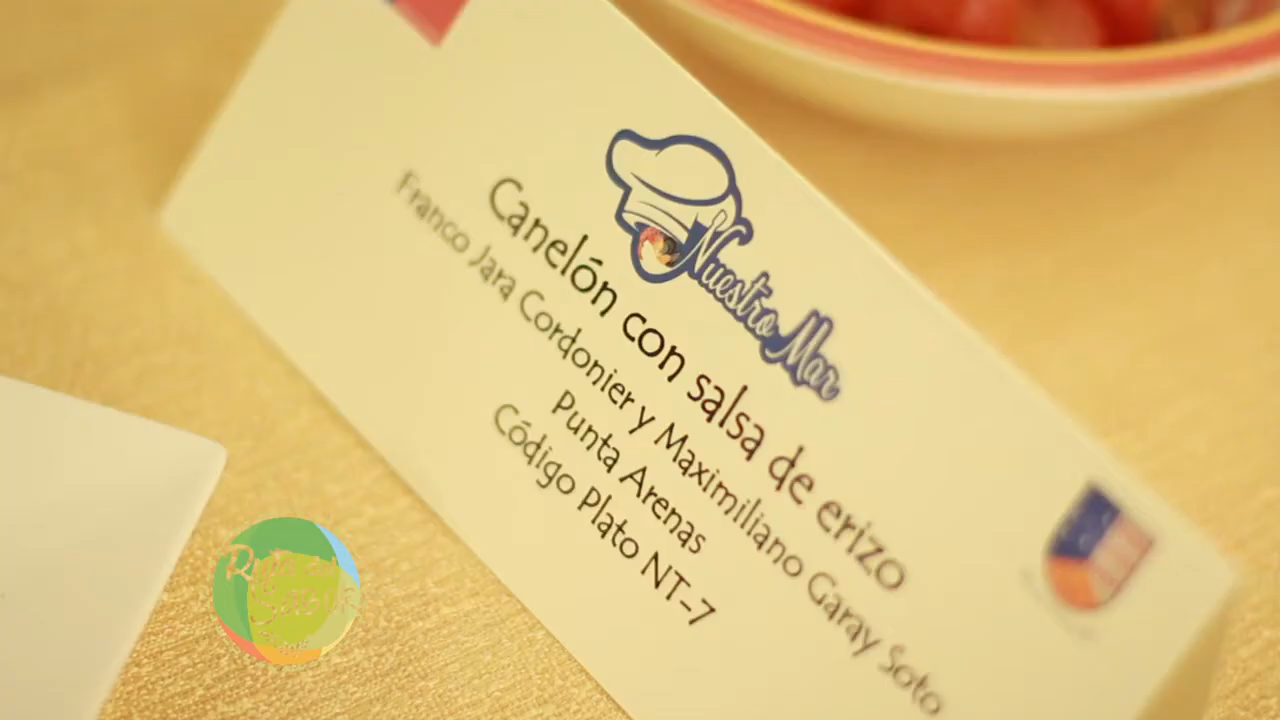 Nuestro Mar
Canelón con salsa de erizo
Franco Jara Cordonier y Maximiliano Garay Soto
Punta Arenas
Código Plato NT-7